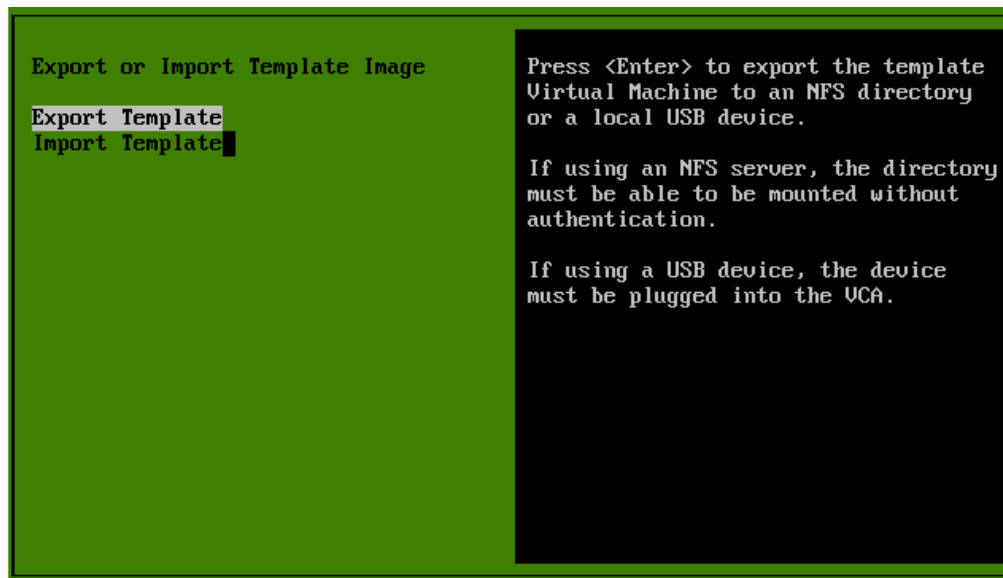 Export or Import Template Image
Export Template
Import Template
Press <Enter> to export the template
Virtual Machine to an NFS directory
or a local USB device.
If using an NFS server, the directory
must be able to be mounted without
authentication.
If using a USB device, the device
must be plugged into the VCA.